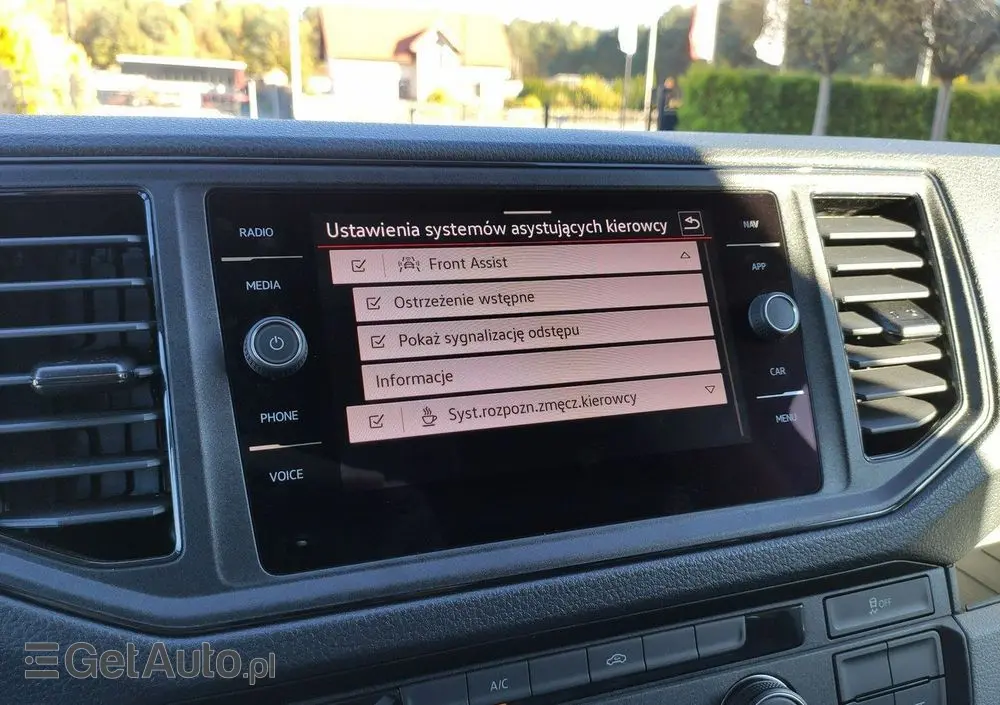 RADIO
MEDIA
PHONE
VOICE
Ustawienia systemów asystujących kierowcy
Front Assist
Ostrzeżenie wstępne
Pokaż sygnalizację odstępu
Informacje
Syst.rozpozn.zmęcz.kierowcy
NAV
APP
CAR
MENU
OFF
A/C
GetAuto.pl